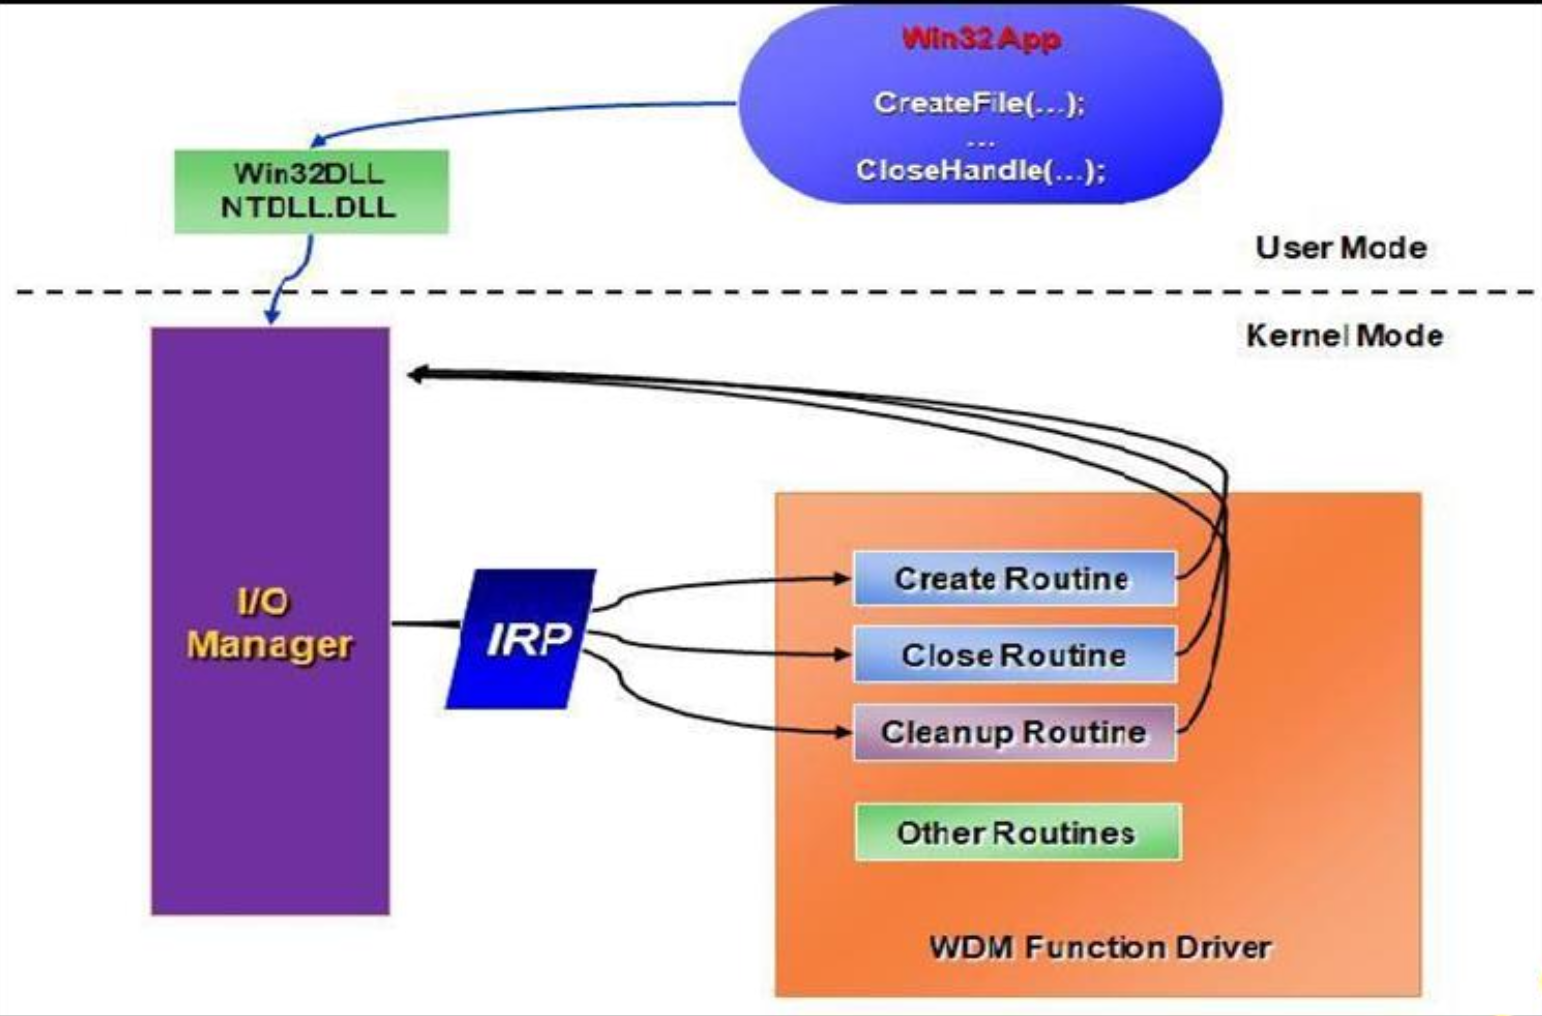 Win32 App
CreateFile(...);
...
CloseHandle(...);
Win32DLL
NTDLL.DLL
User Mode
Kernel Mode
I/O
Manager
IRP
Create Routine
Close Routine
Cleanup Routine
Other Routines
WDM Function Driver